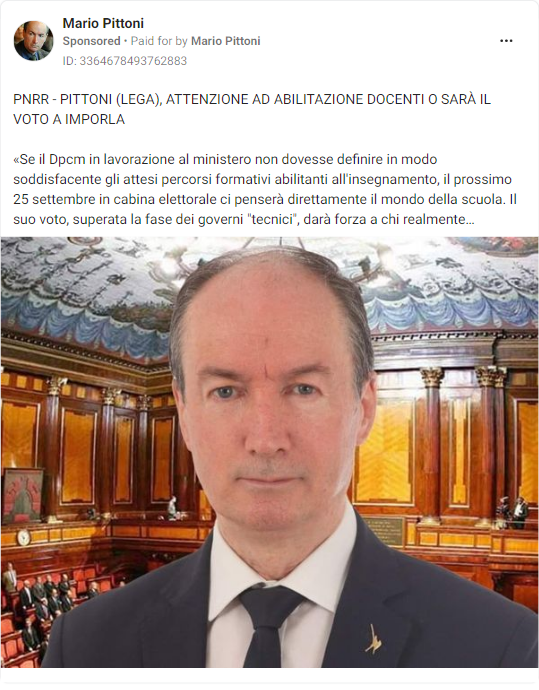 Mario Pittoni
Sponsored • Paid for by Mario Pittoni
ID: 3364678493762883
PNRR - PITTONI (LEGA), ATTENZIONE AD ABILITAZIONE DOCENTI O SARÀ IL
VOTO A IMPORLA
«Se il Dpcm in lavorazione al ministero non dovesse definire in modo
soddisfacente gli attesi percorsi formativi abilitanti all'insegnamento, il prossimo
25 settembre in cabina elettorale ci penserà direttamente il mondo della scuola. Il
suo voto, superata la fase dei governi "tecnici", darà forza a chi realmente...